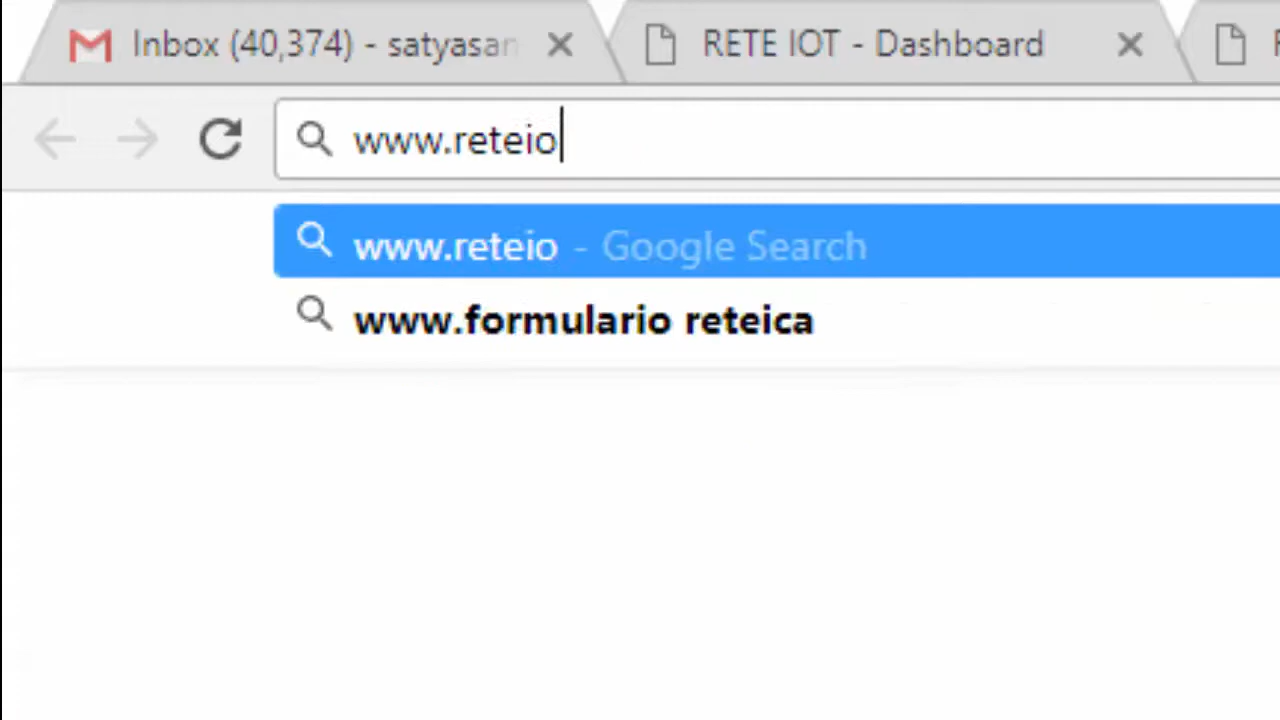 Inbox (40,374) - satyasan
RETE IOT - Dashboard
www.reteio
www.reteio - Google Search
www.formulario reteica